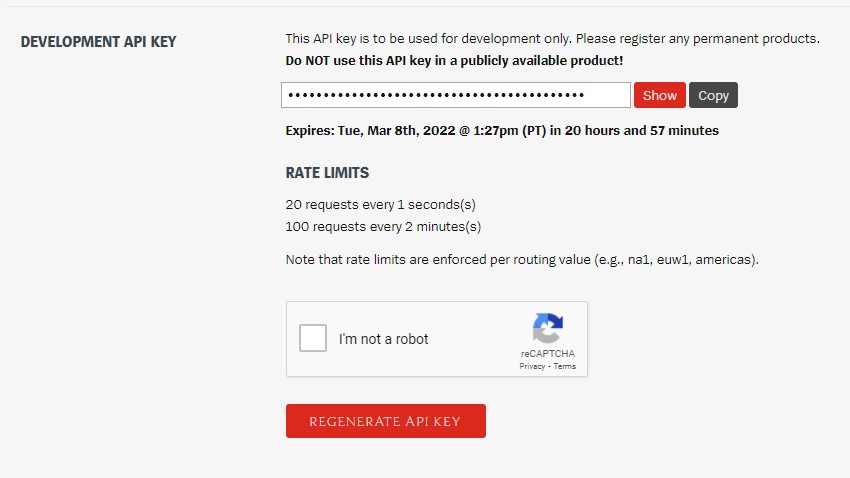 DEVELOPMENT API KEY
This API key is to be used for development only. Please register any permanent products.
Do NOT use this API key in a publicly available product!
••••••••••••••••••••••••••••••••••••••••••
Show
Copy
Expires: Tue, Mar 8th, 2022 @ 1:27pm (PT) in 20 hours and 57 minutes
RATE LIMITS
20 requests every 1 seconds(s)
100 requests every 2 minutes(s)
Note that rate limits are enforced per routing value (e.g., na1, euw1, americas).
I'm not a robot
reCAPTCHA
Privacy - Terms
REGENERATE API KEY